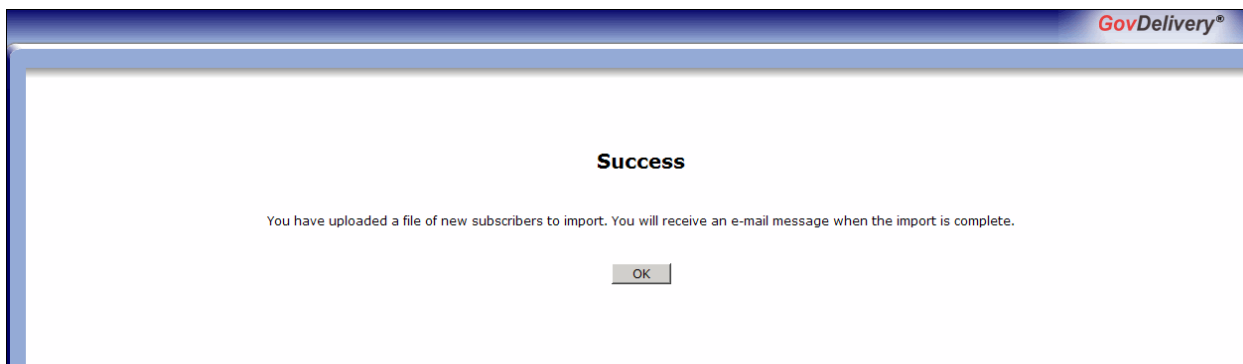 GovDelivery®
Success
You have uploaded a file of new subscribers to import. You will receive an e-mail message when the import is complete.
OK